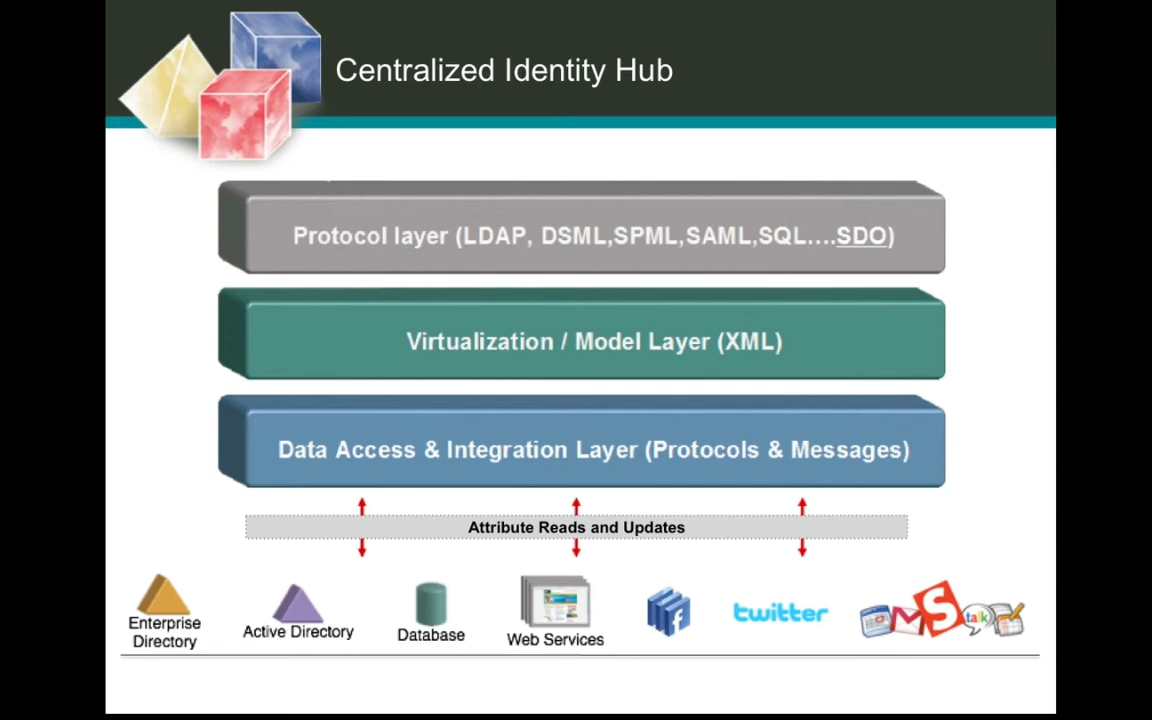 Centralized Identity Hub
Protocol layer (LDAP, DSML,SPML,SAML,SQL....SDO)
Virtualization / Model Layer (XML)
Data Access & Integration Layer (Protocols & Messages)
Attribute Reads and Updates
Enterprise
Directory
Active Directory
Database
Web Services
f
twitter
M
S
talk